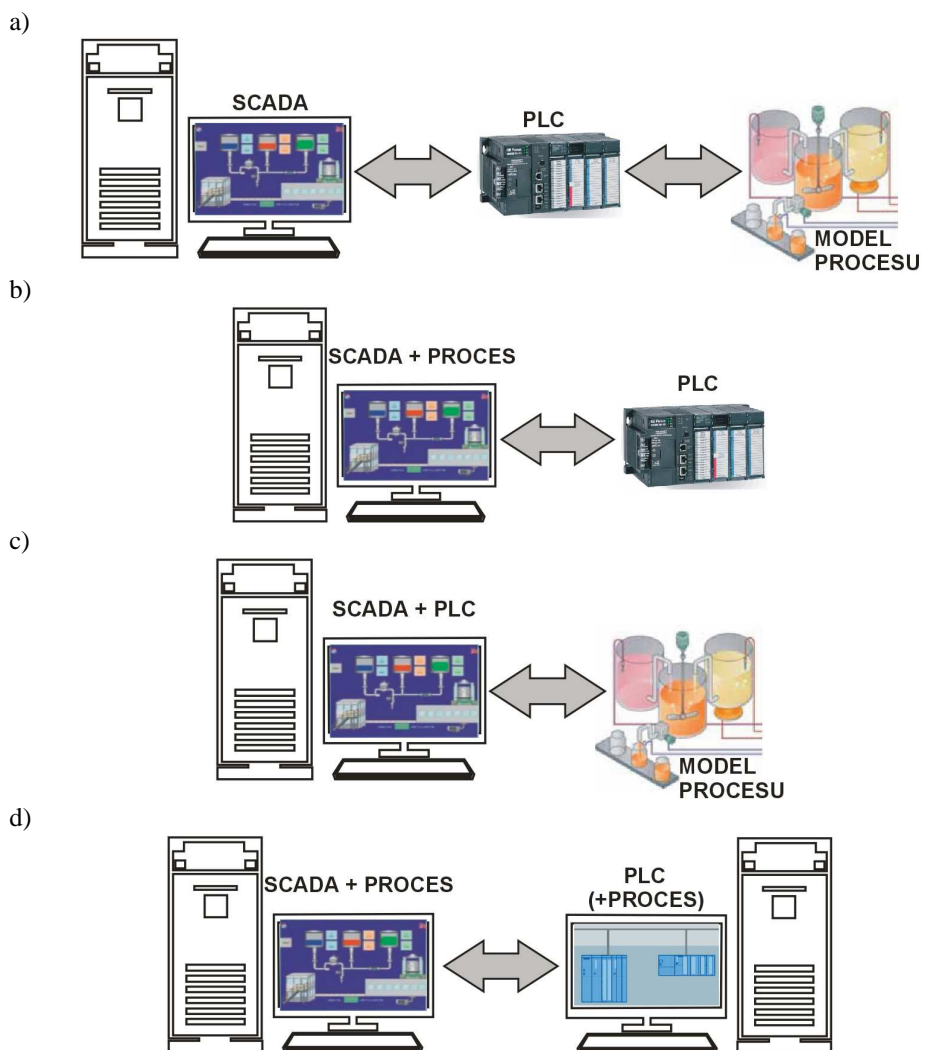 a)
SCADA
PLC
MODEL
PROCESU
b)
SCADA + PROCES
PLC
c)
SCADA + PLC
MODEL
PROCESU
d)
SCADA + PROCES
PLC
(+PROCES)